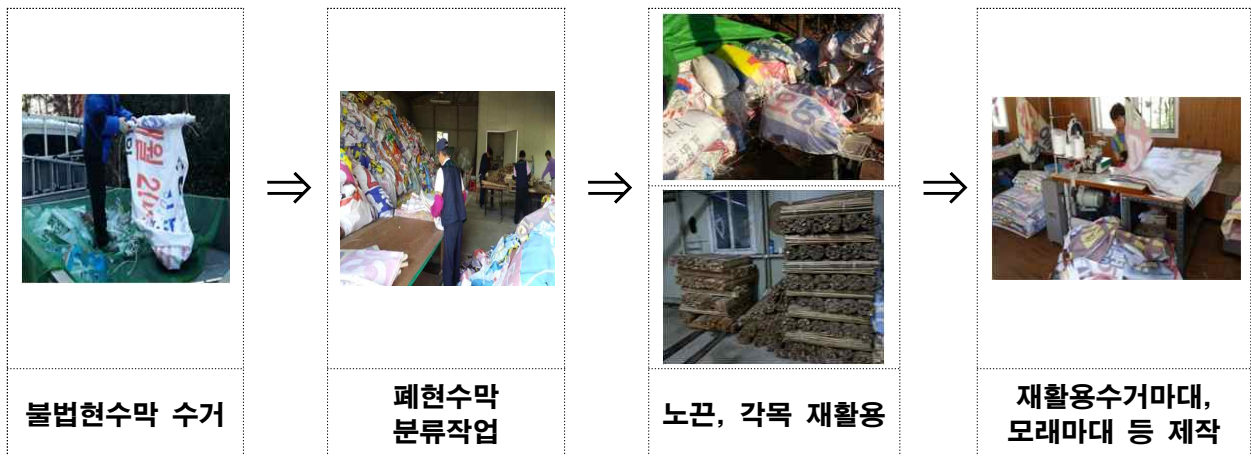 불법현수막 수거
폐현수막
분류작업
노끈, 각목 재활용
재활용수거마대,
모래마대 등 제작